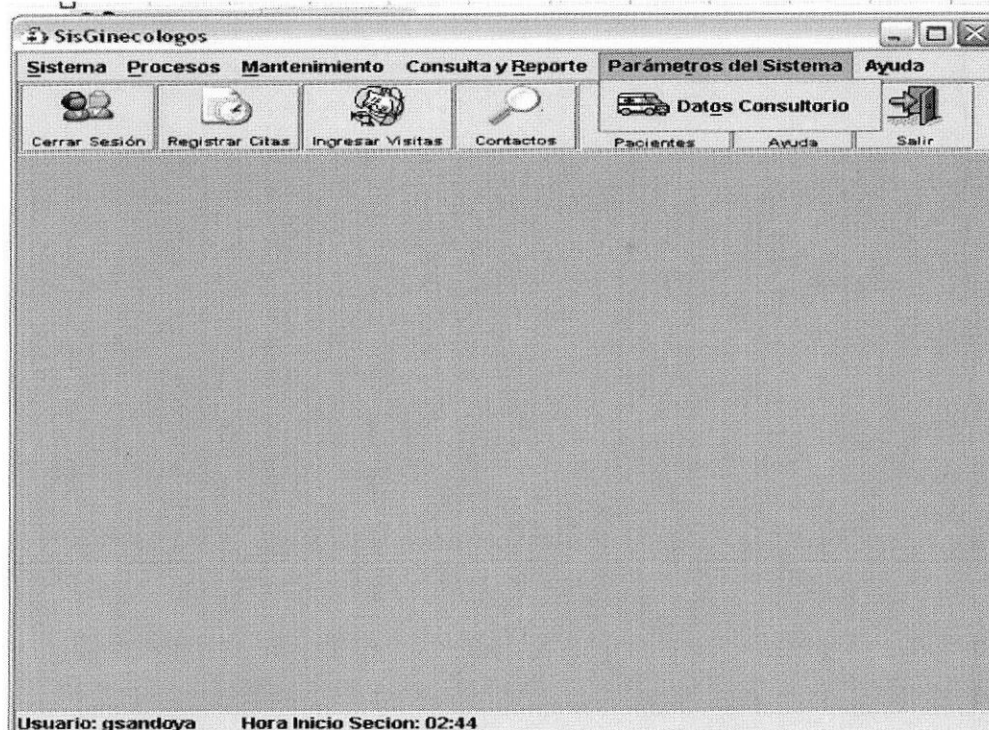 SisGinecologos
Sistema Procesos Mantenimiento Consulta y Reporte Parámetros del Sistema Ayuda
Datos Consultorio
Cerrar Sesión Registrar Citas Ingresar Visitas Contactos Pacientes Ayuda Salir
Usuario: gsandoya Hora Inicio Secion: 02:44